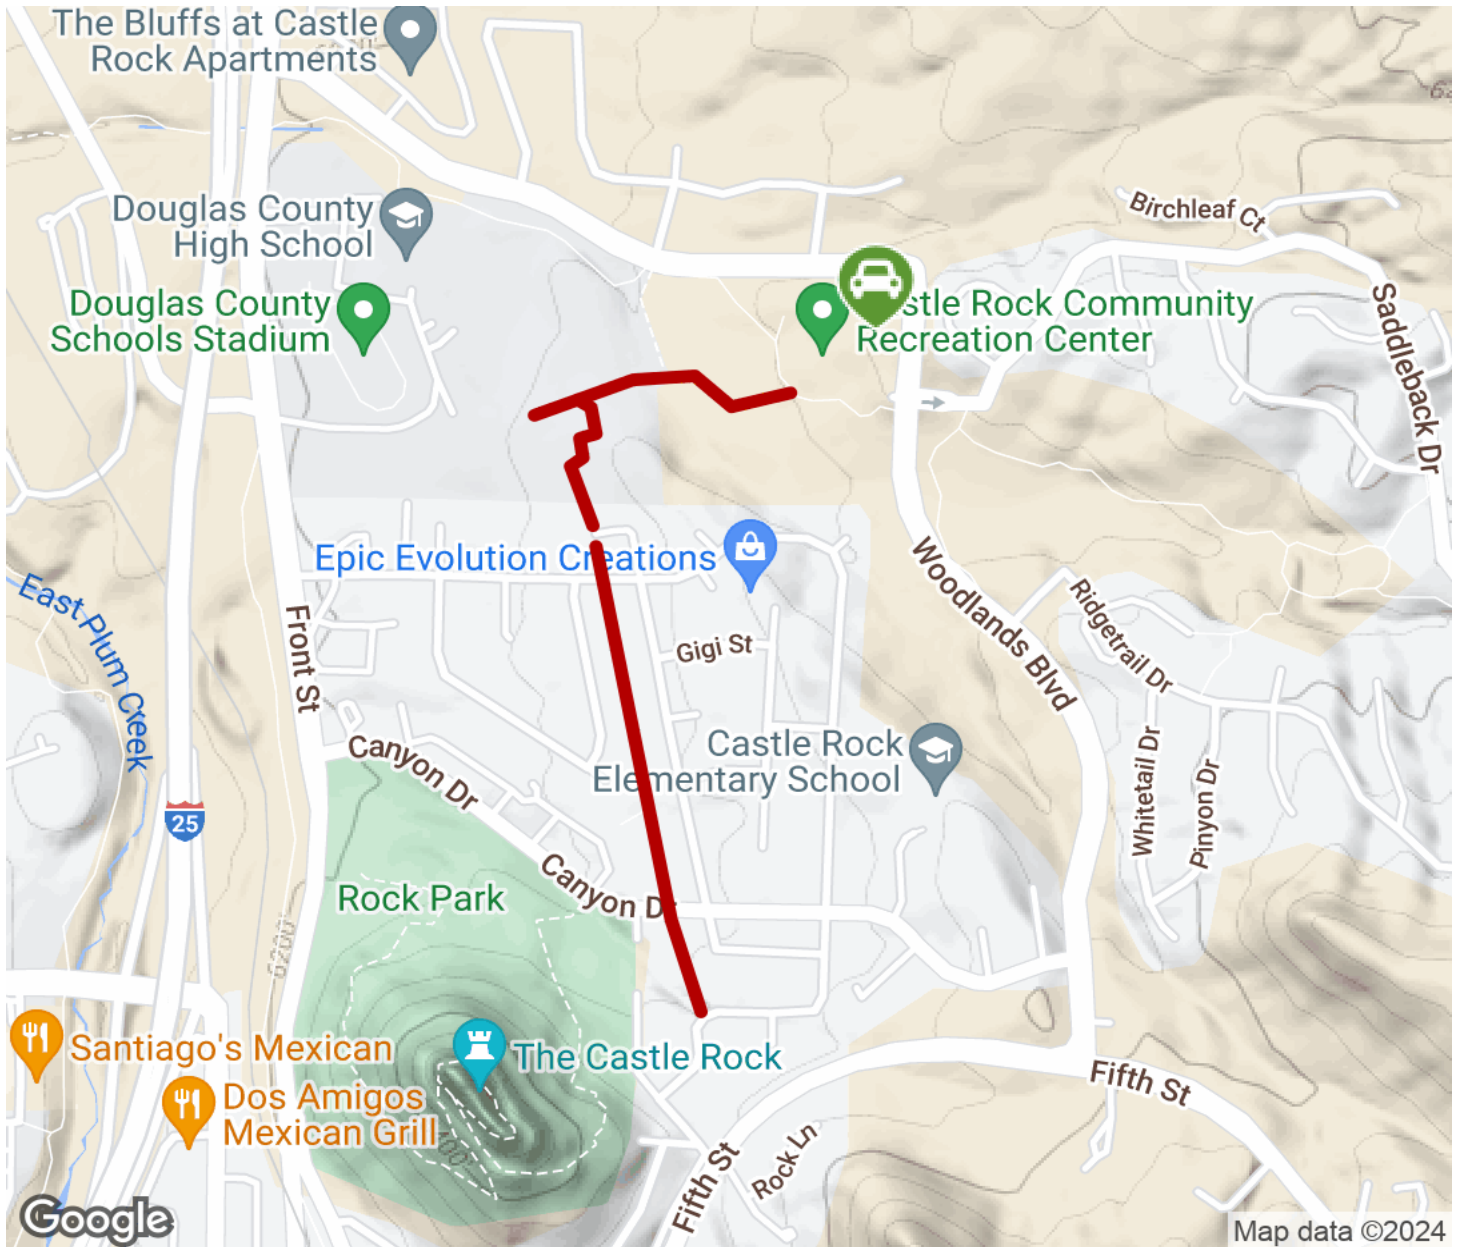 The Bluffs at Castle
Rock Apartments
Birchleaf Ct
Douglas County
High School
Douglas County
Schools Stadium
stle Rock Community
Recreation Center
Saddleback Dr
Epic Evolution Creations
East Plum Creek
Front St
Woodlands Blvd
Ridgetrail Dr
Gigi St
Canyon Dr
Castle Rock
Elementary School
Whitetail Dr
Pinyon Dr
25
Canyon Dr
Rock Park
6200
Santiago's Mexican
The Castle Rock
Dos Amigos
Mexican Grill
Fifth St
Fifth St
Rock Ln
Google
Map data ©2024